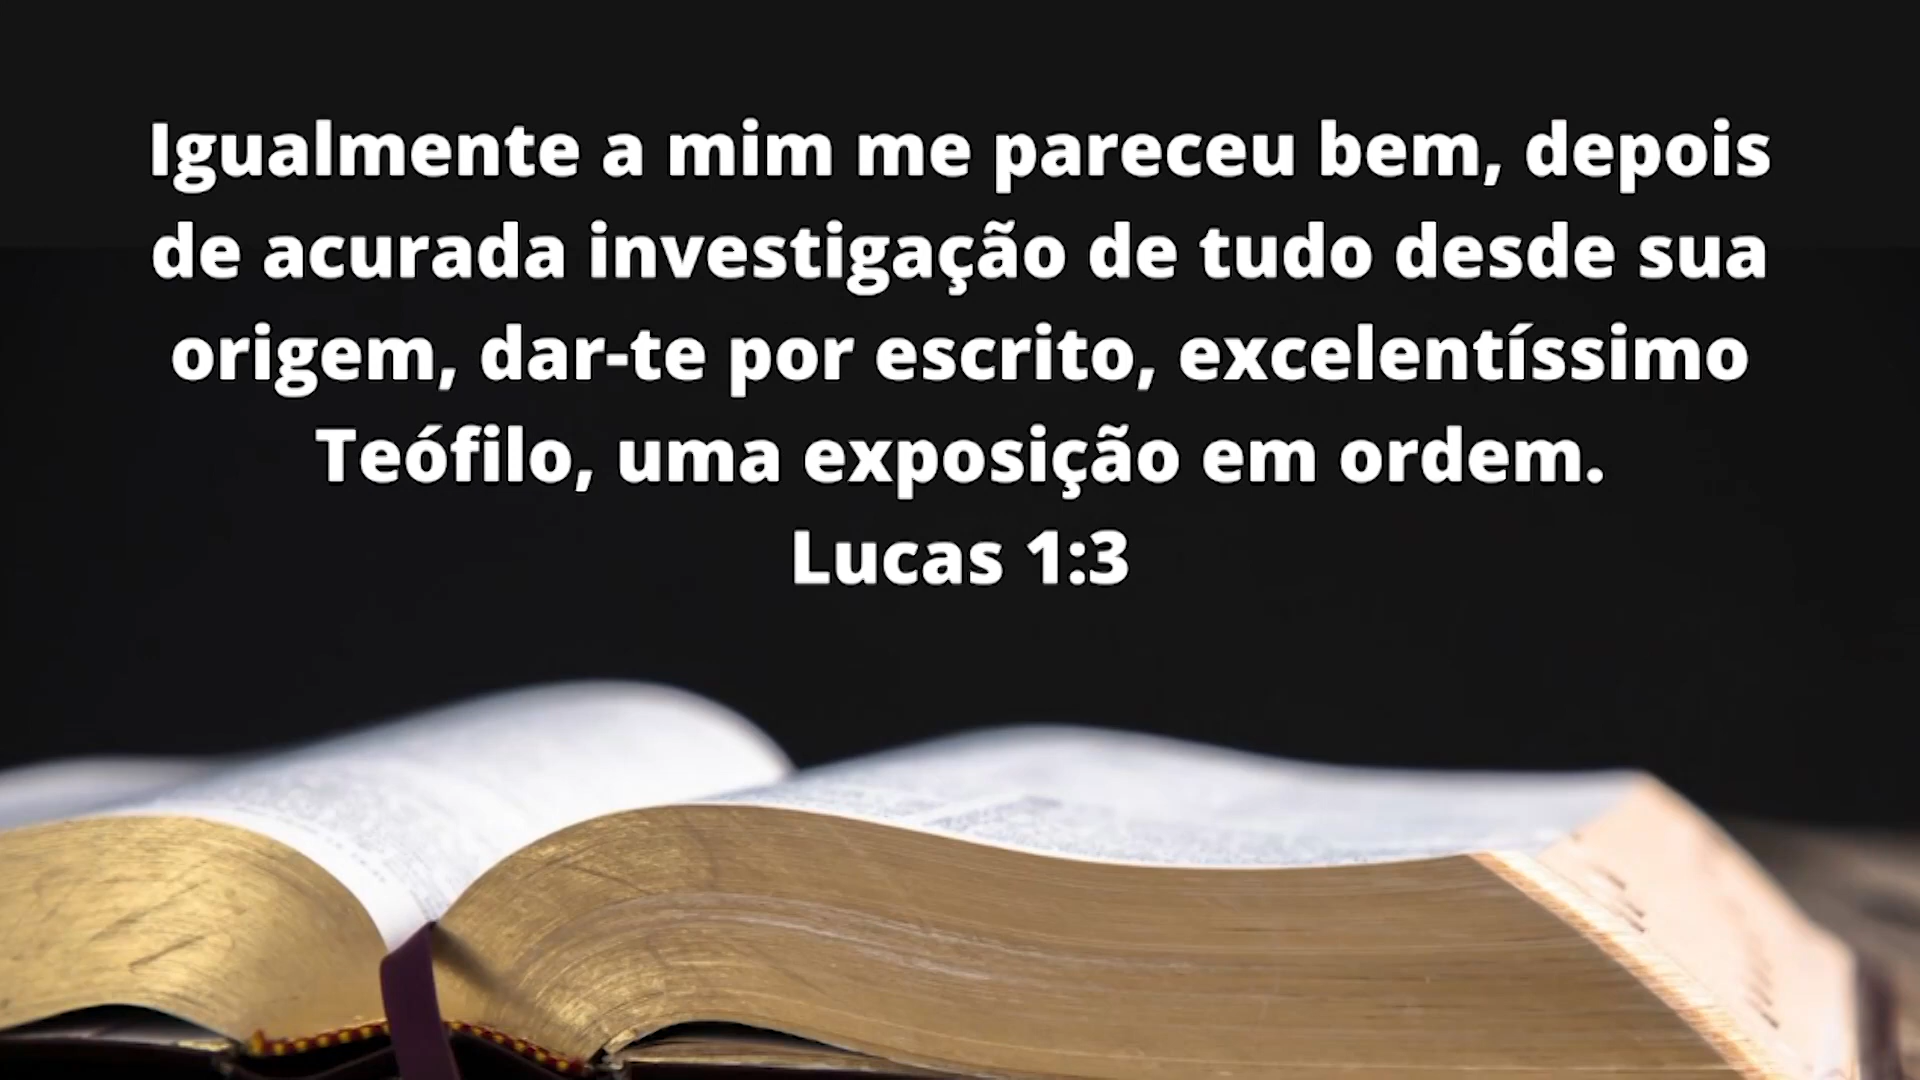 Igualmente a mim me pareceu bem, depois
de acurada investigação de tudo desde sua
origem, dar-te por escrito, excelentíssimo
Teófilo, uma exposição em ordem.
Lucas 1:3